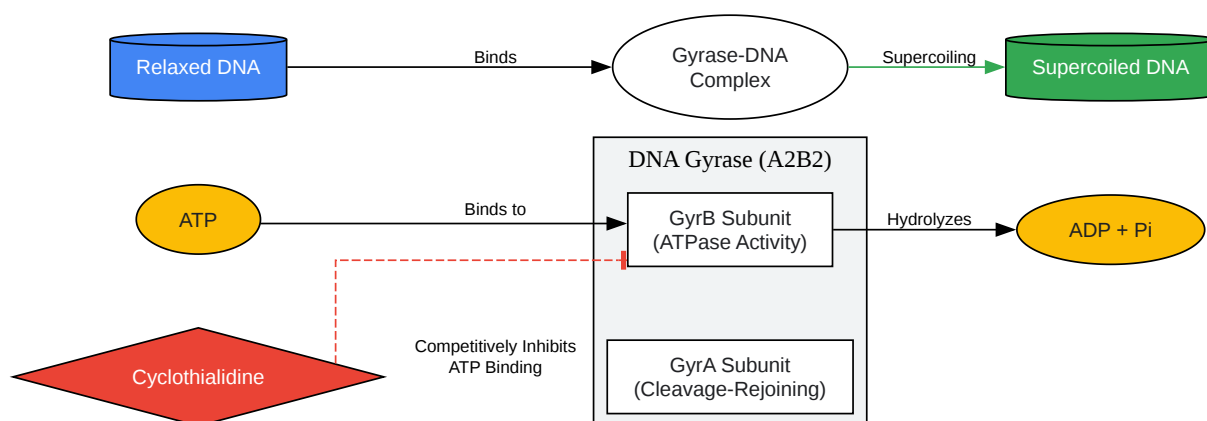 Relaxed DNA
Binds
Gyrase-DNA
Complex
Supercoiling
Supercoiled DNA
DNA Gyrase (A2B2)
ATP
Binds to
GyrB Subunit
(ATPase Activity)
Hydrolyzes
ADP + Pi
Cyclothialidine
Competitively Inhibits
ATP Binding
GyrA Subunit
(Cleavage-Rejoining)